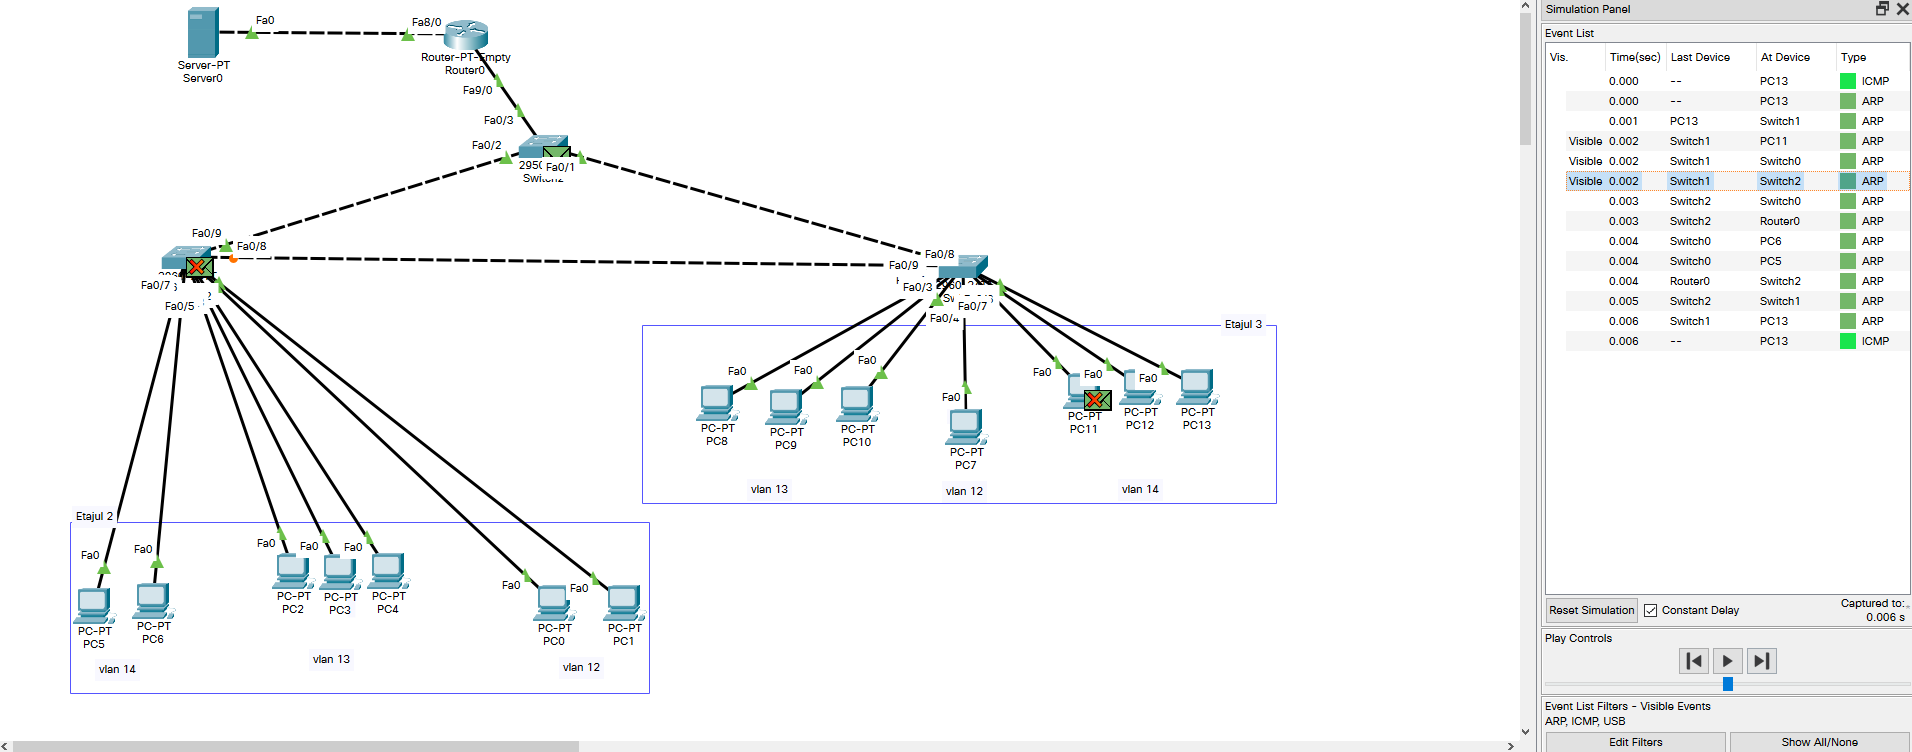 Fa0
Fa8/0
Server-PT
Server0
Router-PT-Empty
Router0
Fa9/0
Fa0/3
Fa0/2
Fa0/1
Fa0/9
Fa0/8
Fa0/7
Fa0/5
Fa0/8
Fa0/9
Fa0/3
Fa0/7
Fa0/4
Etajul 3
Fa0
Fa0
Fa0
Fa0
Fa0
Fa0
Fa0
PC-PT
PC8
PC-PT
PC9
PC-PT
PC10
PC-PT
PC7
PC-PT
PC11
PC-PT
PC12
PC-PT
PC13
vlan 13
vlan 12
vlan 14
Etajul 2
Fa0
Fa0
Fa0
Fa0
Fa0
Fa0
Fa0
PC-PT
PC5
PC-PT
PC6
PC-PT
PC2
PC-PT
PC3
PC-PT
PC4
PC-PT
PC0
PC-PT
PC1
vlan 14
vlan 13
vlan 12
Simulation Panel
Event List
Vis. Time(sec) Last Device At Device Type
0.000 -- PC13 ICMP
0.000 -- PC13 ARP
0.001 PC13 Switch1 ARP
Visible 0.002 Switch1 PC11 ARP
Visible 0.002 Switch1 Switch0 ARP
Visible 0.002 Switch1 Switch2 ARP
0.003 Switch2 Switch0 ARP
0.003 Switch2 Router0 ARP
0.004 Switch0 PC6 ARP
0.004 Switch0 PC5 ARP
0.004 Router0 Switch2 ARP
0.005 Switch2 Switch1 ARP
0.006 Switch1 PC13 ARP
0.006 -- PC13 ICMP
Reset Simulation Constant Delay Captured to:
0.006 s
Play Controls
Event List Filters - Visible Events
ARP, ICMP, USB
Edit Filters Show All/None